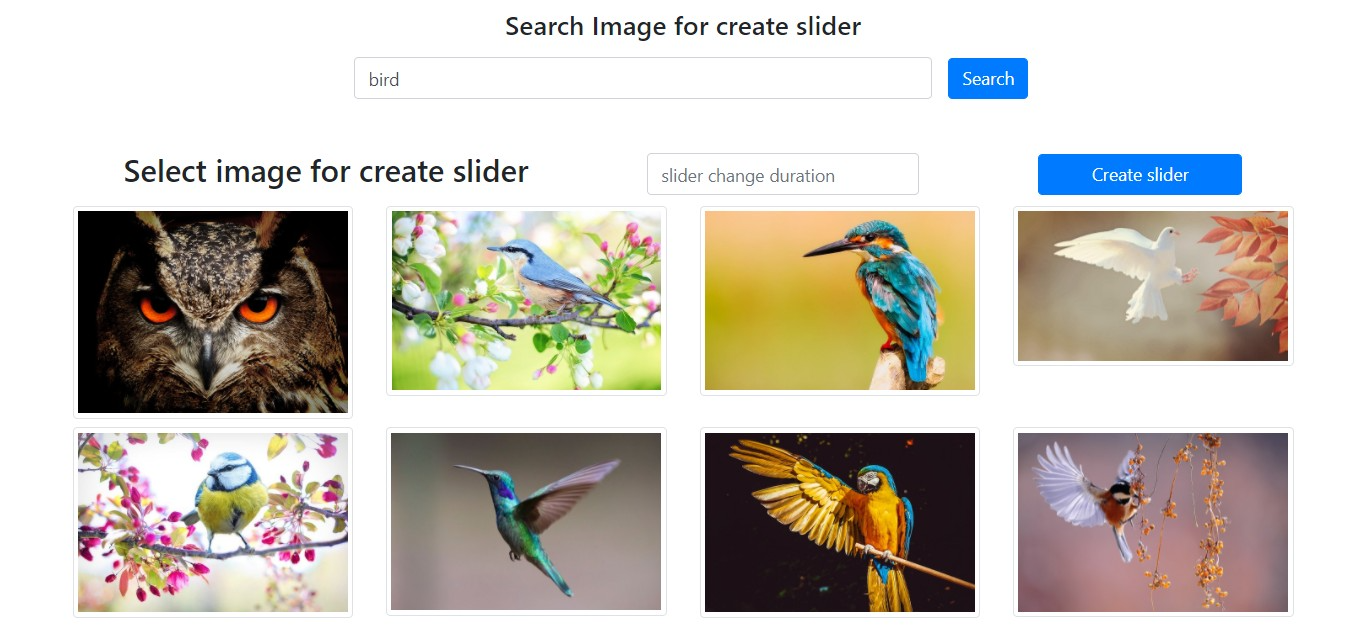 Search Image for create slider
bird
Search
Select image for create slider
slider change duration
Create slider